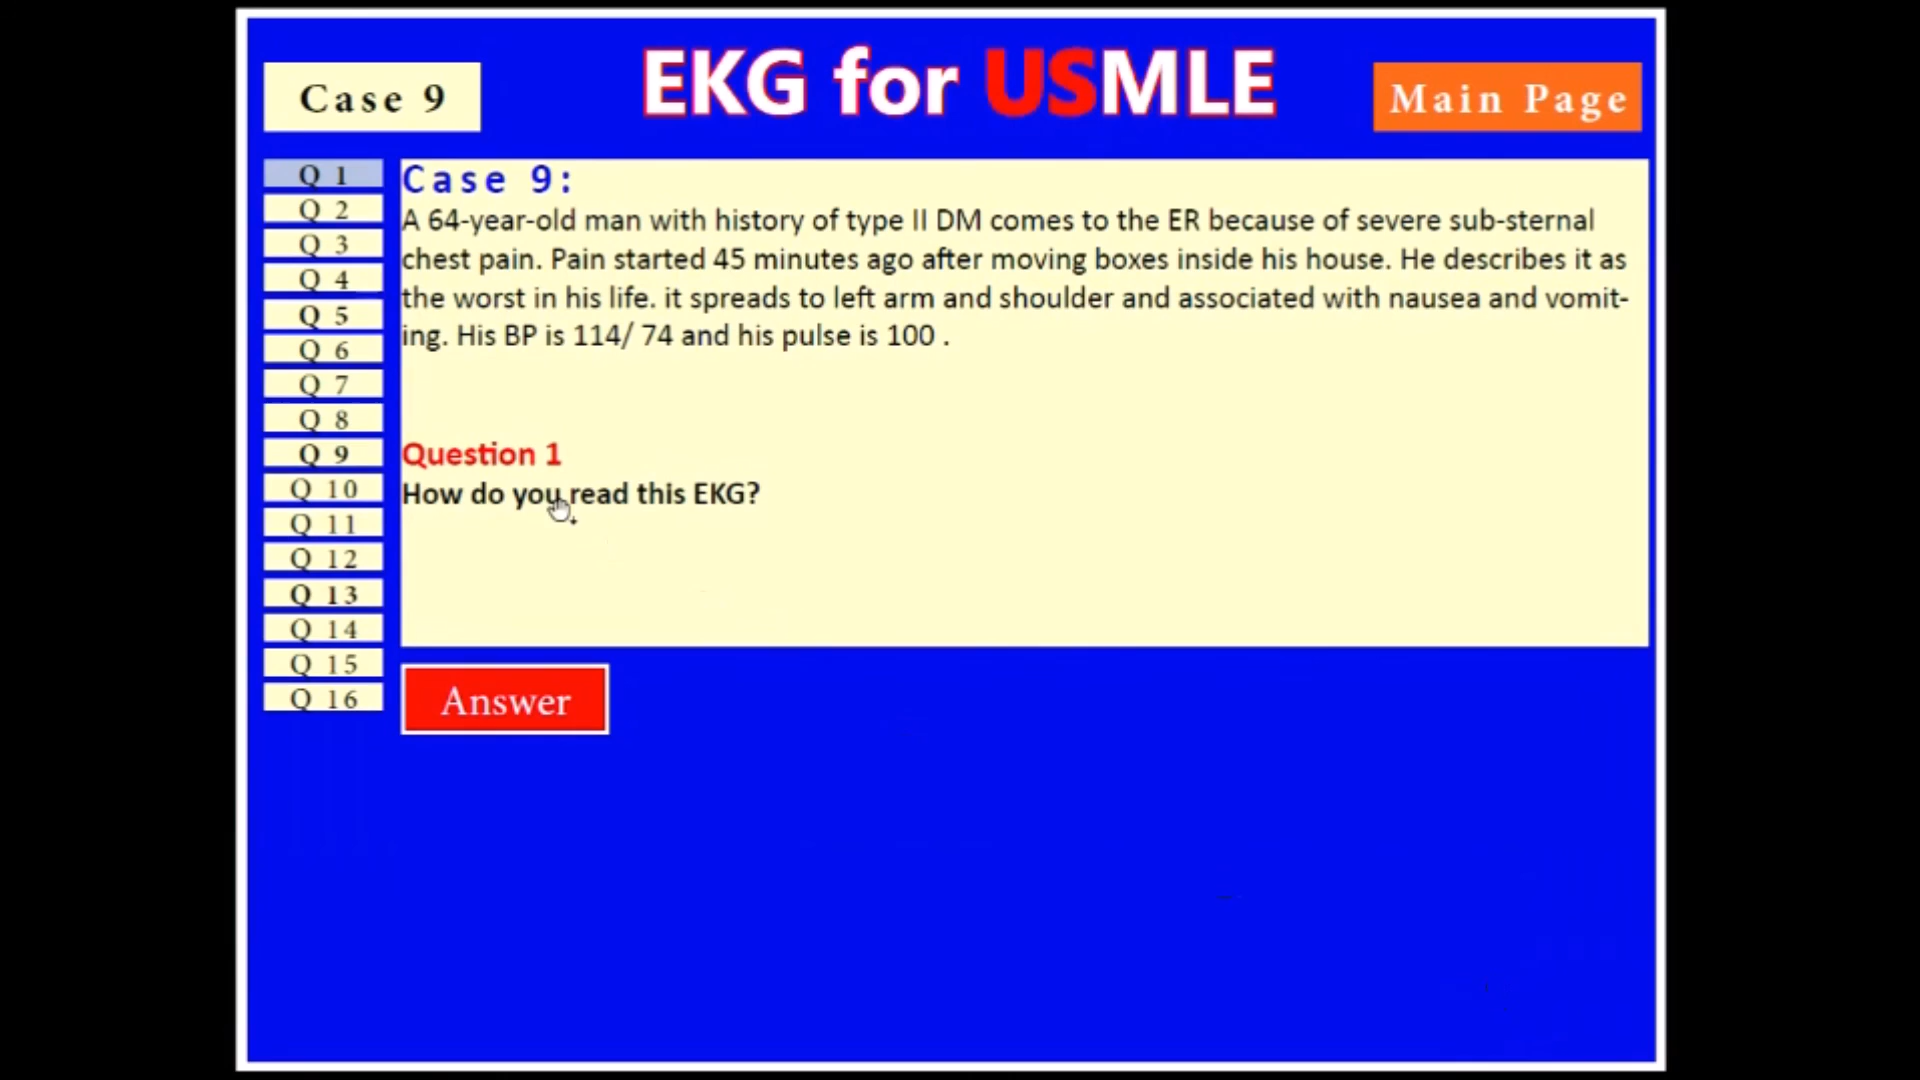 EKG for USMLE
Case 9
Main Page
Q 1
Q 2
Q 3
Q 4
Q 5
Q 6
Q 7
Q 8
Q 9
Q 10
Q 11
Q 12
Q 13
Q 14
Q 15
Q 16
Case 9:
A 64-year-old man with history of type II DM comes to the ER because of severe sub-sternal
chest pain. Pain started 45 minutes ago after moving boxes inside his house. He describes it as
the worst in his life. it spreads to left arm and shoulder and associated with nausea and vomit-
ing. His BP is 114/ 74 and his pulse is 100 .
Question 1
How do you read this EKG?
Answer